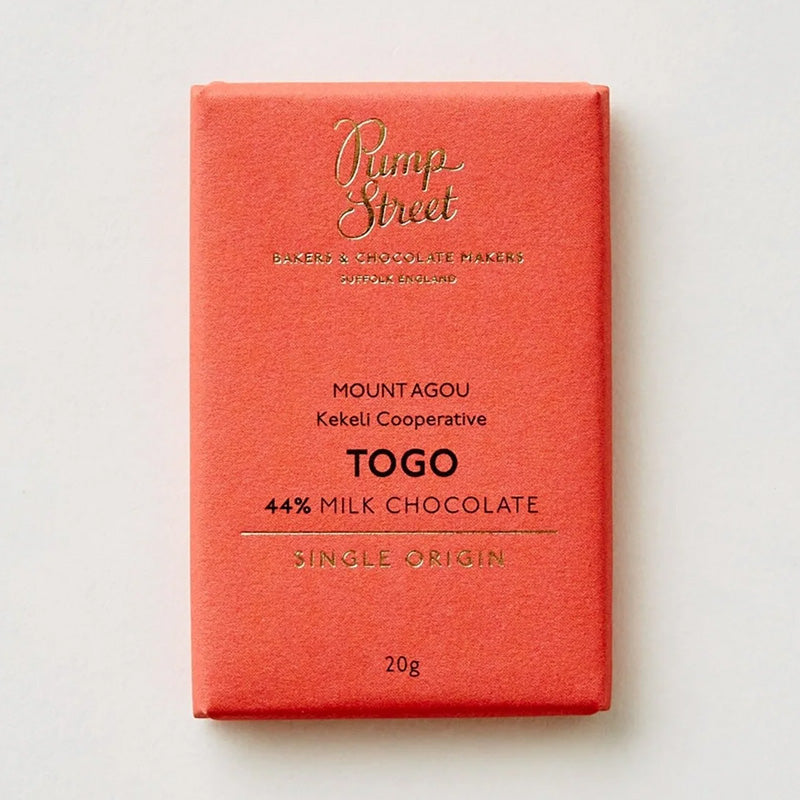 Pump
Street
BAKERS & CHOCOLATE MAKERS
SUFFOLK ENGLAND
MOUNT AGOU
Kekeli Cooperative
TOGO
44% MILK CHOCOLATE
SINGLE ORIGIN
20g